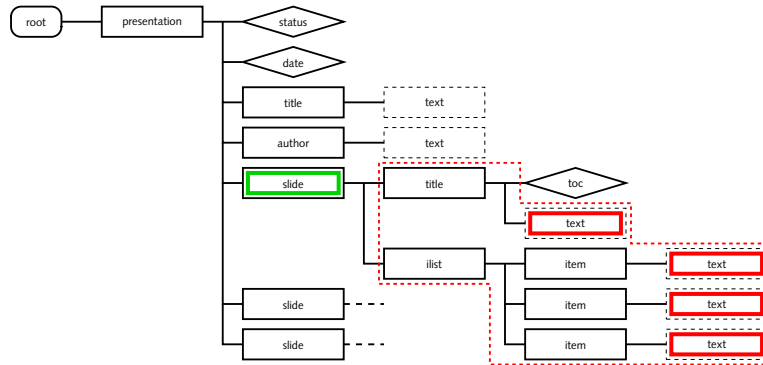 root
presentation
status
date
title
text
author
text
slide
title
toc
text
ilist
item
text
slide
item
text
slide
item
text